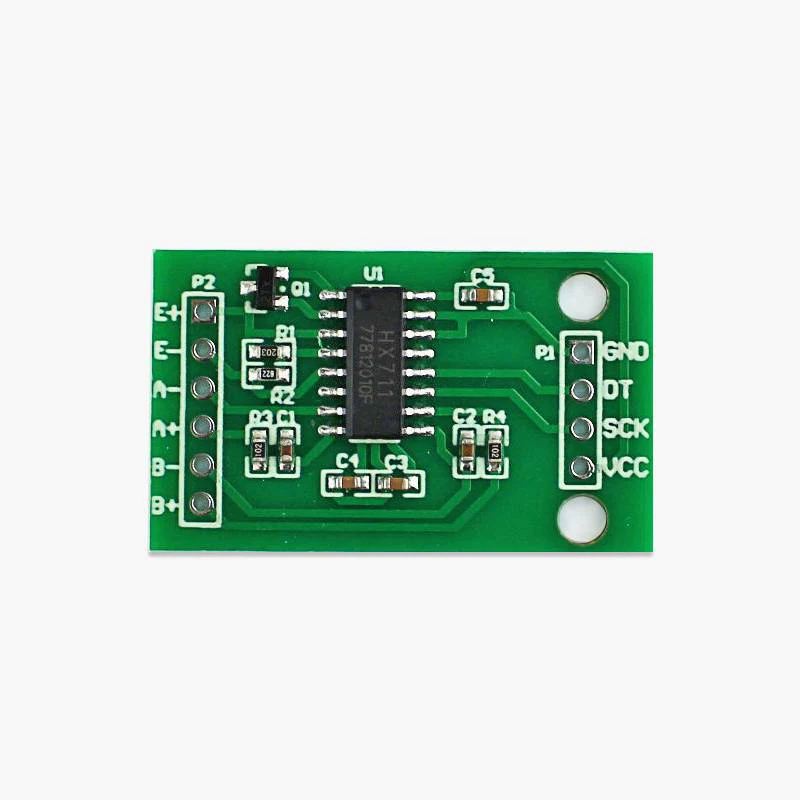 P2
E+
E-
A-
A+
B-
B+
Q1
R1
203
822
R2
R3
C1
102
U1
HX711
77812010F
C5
C4
C3
C2
R4
102
P1
GND
DT
SCK
VCC